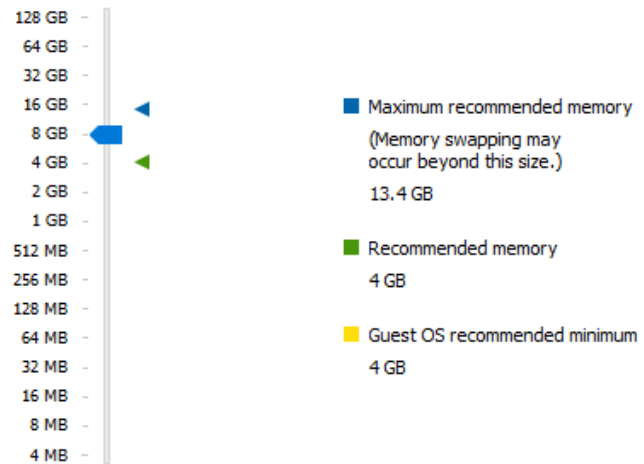 128 GB
64 GB
32 GB
16 GB
8 GB
4 GB
2 GB
1 GB
512 MB
256 MB
128 MB
64 MB
32 MB
16 MB
8 MB
4 MB
Maximum recommended memory
(Memory swapping may
occur beyond this size.)
13.4 GB
Recommended memory
4 GB
Guest OS recommended minimum
4 GB